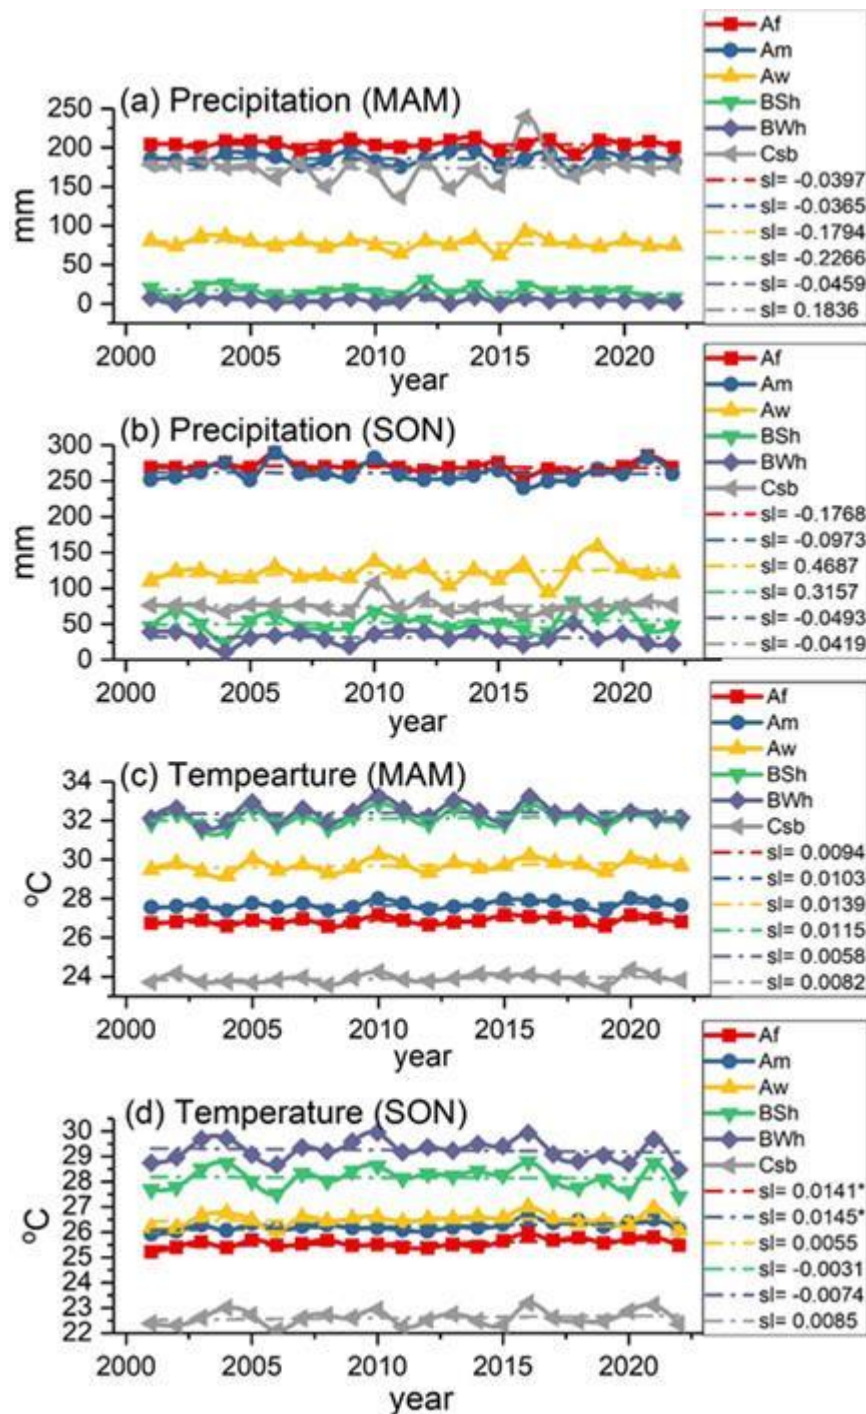 (a) Precipitation (MAM)
mm
250
200
150
100
50
0
2000 2005 2010 2015 2020
year
Af
Am
Aw
BSh
BWh
Csb
sl= -0.0397
sl= -0.0365
sl= -0.1794
sl= -0.2266
sl= -0.0459
sl= 0.1836
(b) Precipitation (SON)
mm
300
250
200
150
100
50
0
2000 2005 2010 2015 2020
year
Af
Am
Aw
BSh
BWh
Csb
sl= -0.1768
sl= -0.0973
sl= 0.4687
sl= 0.3157
sl= -0.0493
sl= -0.0419
(c) Tempearture (MAM)
ºC
34
32
30
28
26
24
2000 2005 2010 2015 2020
year
Af
Am
Aw
BSh
BWh
Csb
sl= 0.0094
sl= 0.0103
sl= 0.0139
sl= 0.0115
sl= 0.0058
sl= 0.0082
(d) Temperature (SON)
ºC
30
29
28
27
26
25
24
23
22
2000 2005 2010 2015 2020
year
Af
Am
Aw
BSh
BWh
Csb
sl= 0.0141*
sl= 0.0145*
sl= 0.0055
sl= -0.0031
sl= -0.0074
sl= 0.0085